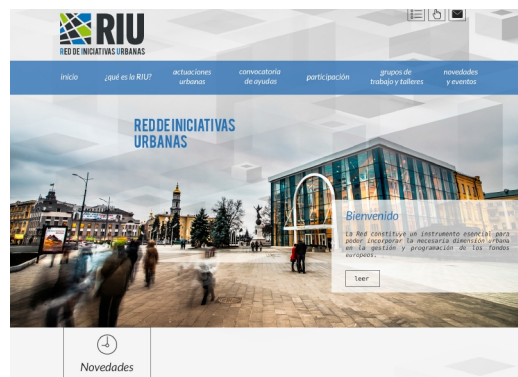 RIU
RED DE INICIATIVAS URBANAS
inicio
¿qué es la RIU?
actuaciones
urbanas
convocatoria
de ayudas
participación
grupos de
trabajo y talleres
novedades
y eventos
RED DE INICIATIVAS
URBANAS
Bienvenido
La Red constituye un instrumento esencial para
poder incorporar la necesaria dimensión urbana
en la gestión y programación de los fondos
europeos.
leer
Novedades